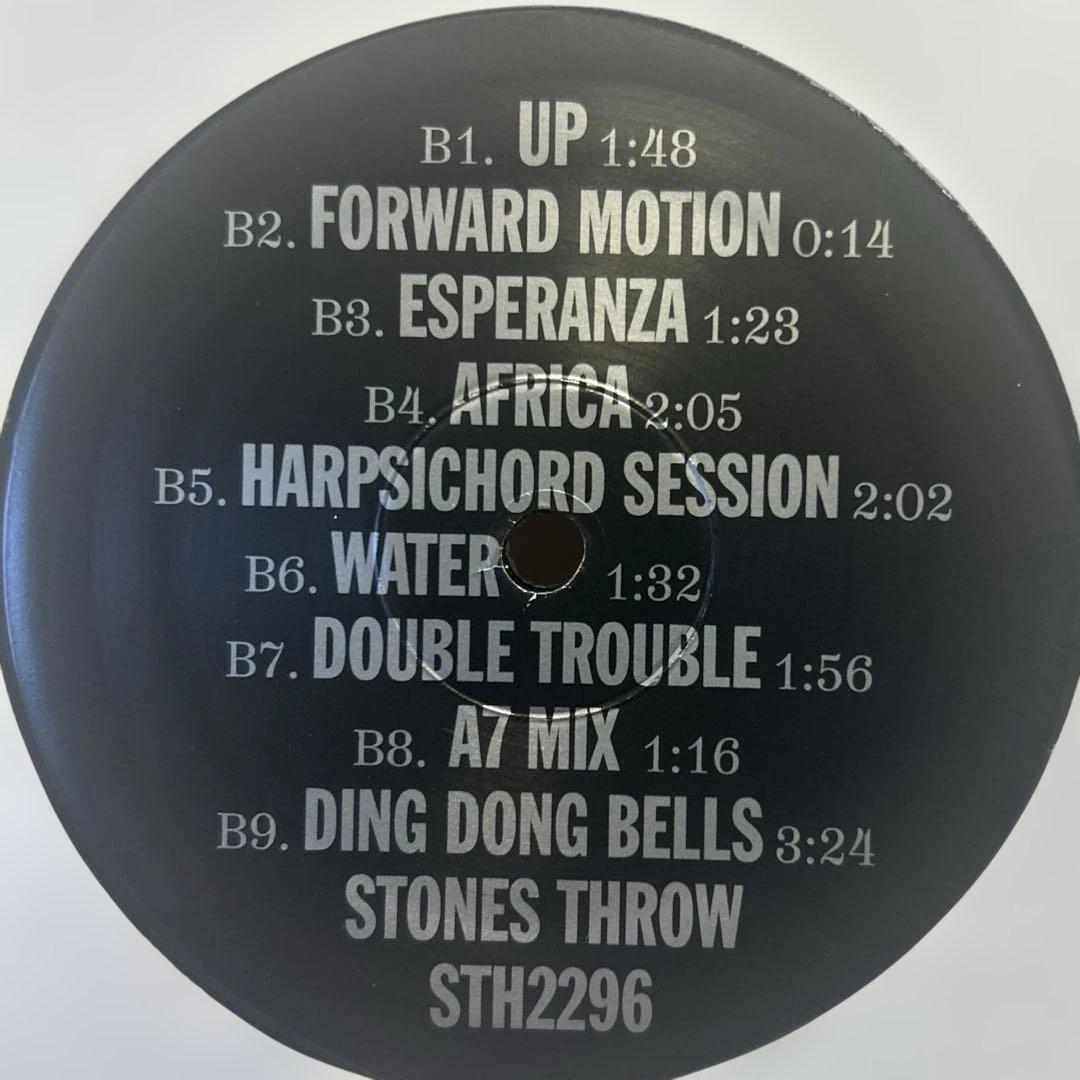 B1. UP 1:48
B2. FORWARD MOTION 0:14
B3. ESPERANZA 1:23
B4. AFRICA 2:05
B5. HARPSICHORD SESSION 2:02
B6. WATER 1:32
B7. DOUBLE TROUBLE 1:56
B8. A7 MIX 1:16
B9. DING DONG BELLS 3:24
STONES THROW
STH2296